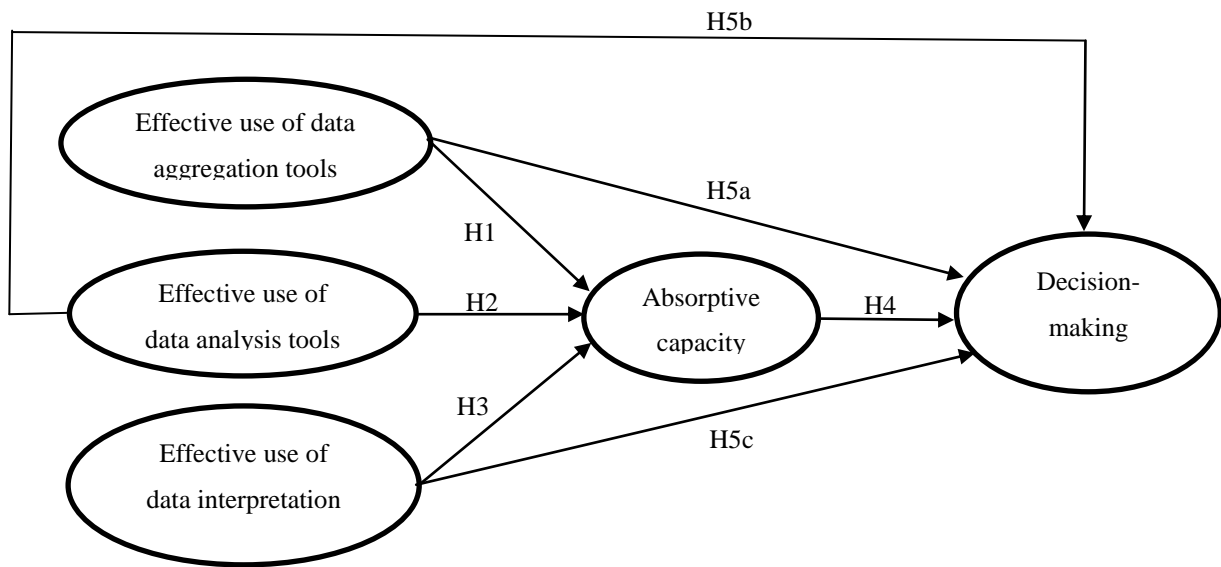 H5b
Effective use of data
aggregation tools
H5a
H1
Effective use of
data analysis tools
H2
Absorptive
capacity
H4
Decision-
making
H3
Effective use of
data interpretation
H5c